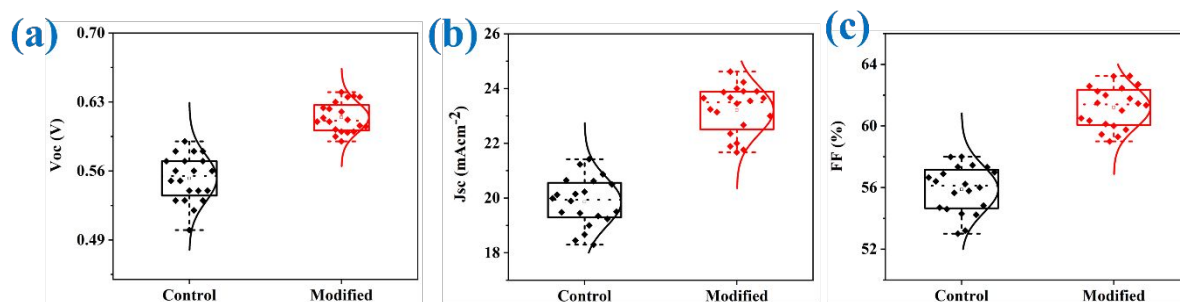 (a)
0.70
0.63
0.56
0.49
Voc (V)
Control Modified
(b)
26
24
22
20
18
Jsc (mAcm-2)
Control Modified
(c)
64
60
56
52
FF (%)
Control Modified